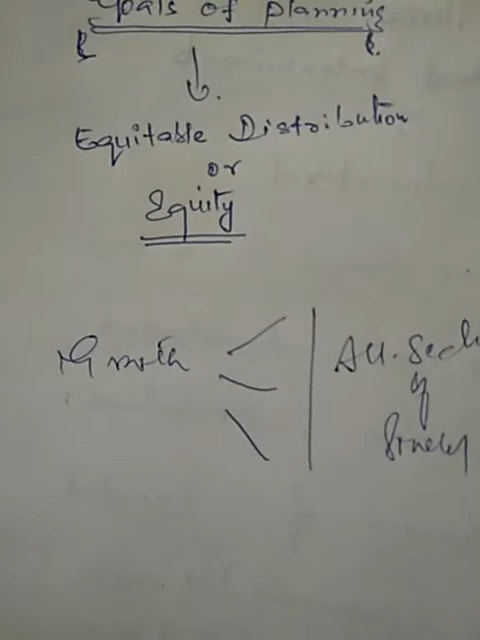 Goals of planning
Equitable Distribution
or
Equity
Growth
All. Sect
of
Society